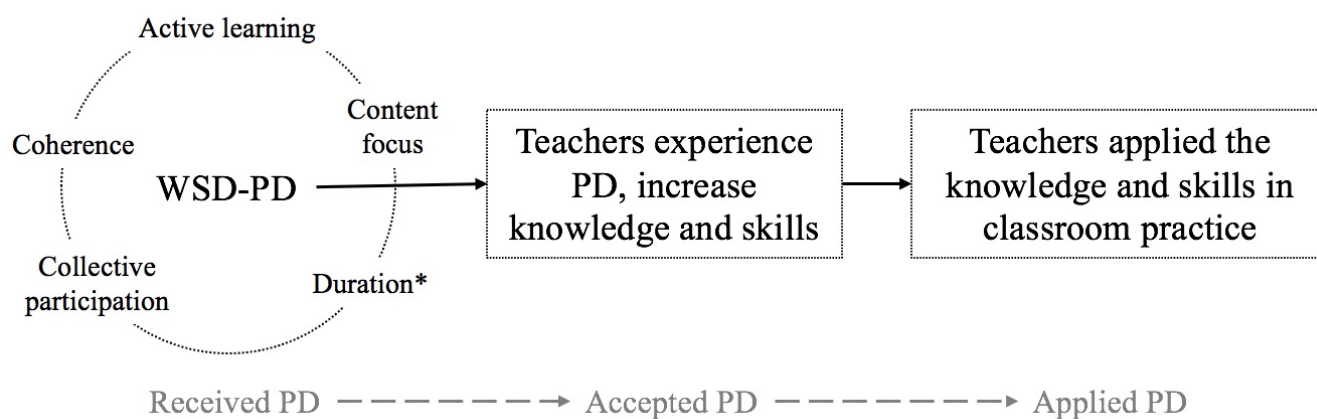 Active learning
Content
focus
Coherence
WSD-PD
Collective
participation
Duration*
Teachers experience
PD, increase
knowledge and skills
Teachers applied the
knowledge and skills in
classroom practice
Received PD
Accepted PD
Applied PD